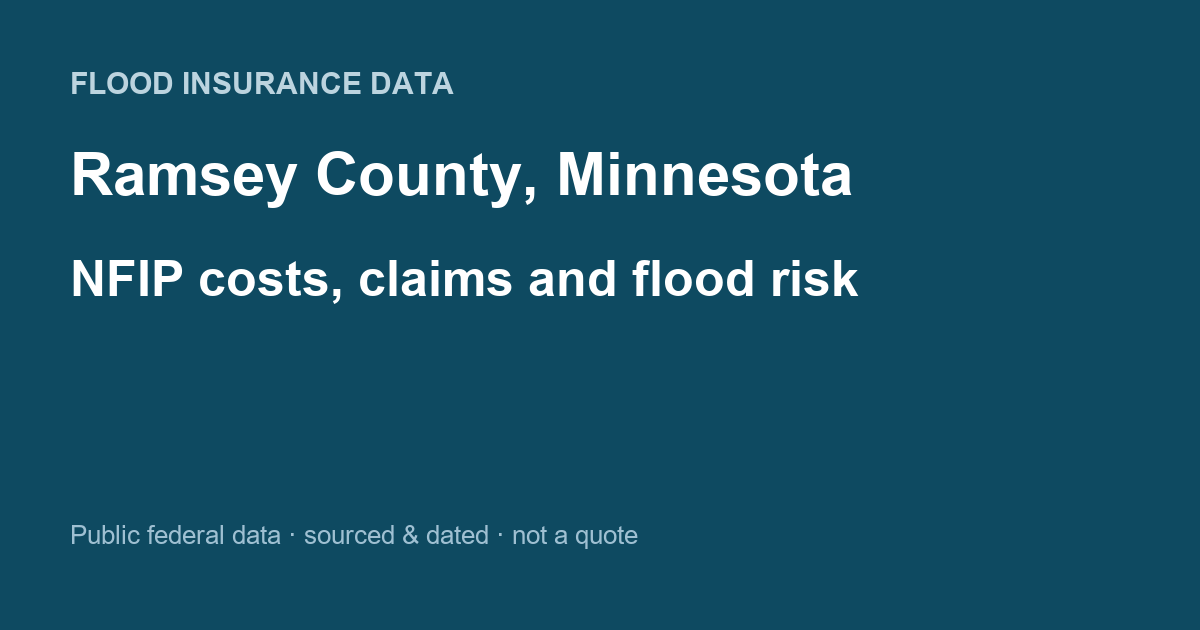 FLOOD INSURANCE DATA
Ramsey County, Minnesota
NFIP costs, claims and flood risk
Public federal data · sourced & dated · not a quote